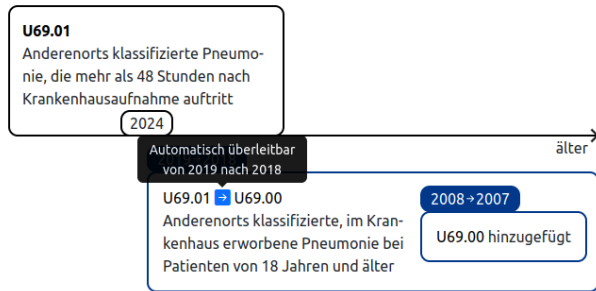 U69.01
Anderenorts klassifizierte Pneumo-
nie, die mehr als 48 Stunden nach
Krankenhausaufnahme auftritt
2024
älter
Automatisch überleitbar
von 2019 nach 2018
U69.01 → U69.00
Anderenorts klassifizierte, im Kran-
kenhaus erworbene Pneumonie bei
Patienten von 18 Jahren und älter
2008→2007
U69.00 hinzugefügt